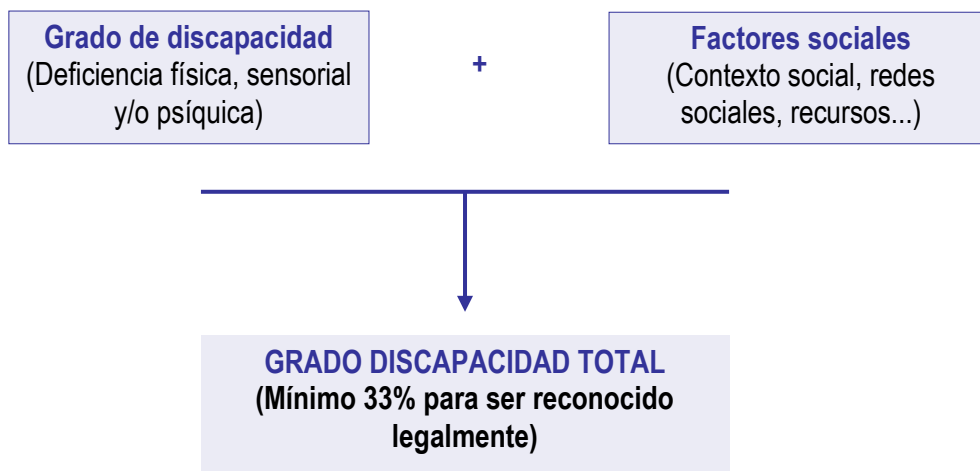 Grado de discapacidad
(Deficiencia física, sensorial
y/o psíquica)
+
Factores sociales
(Contexto social, redes
sociales, recursos...)
GRADO DISCAPACIDAD TOTAL
(Mínimo 33% para ser reconocido
legalmente)